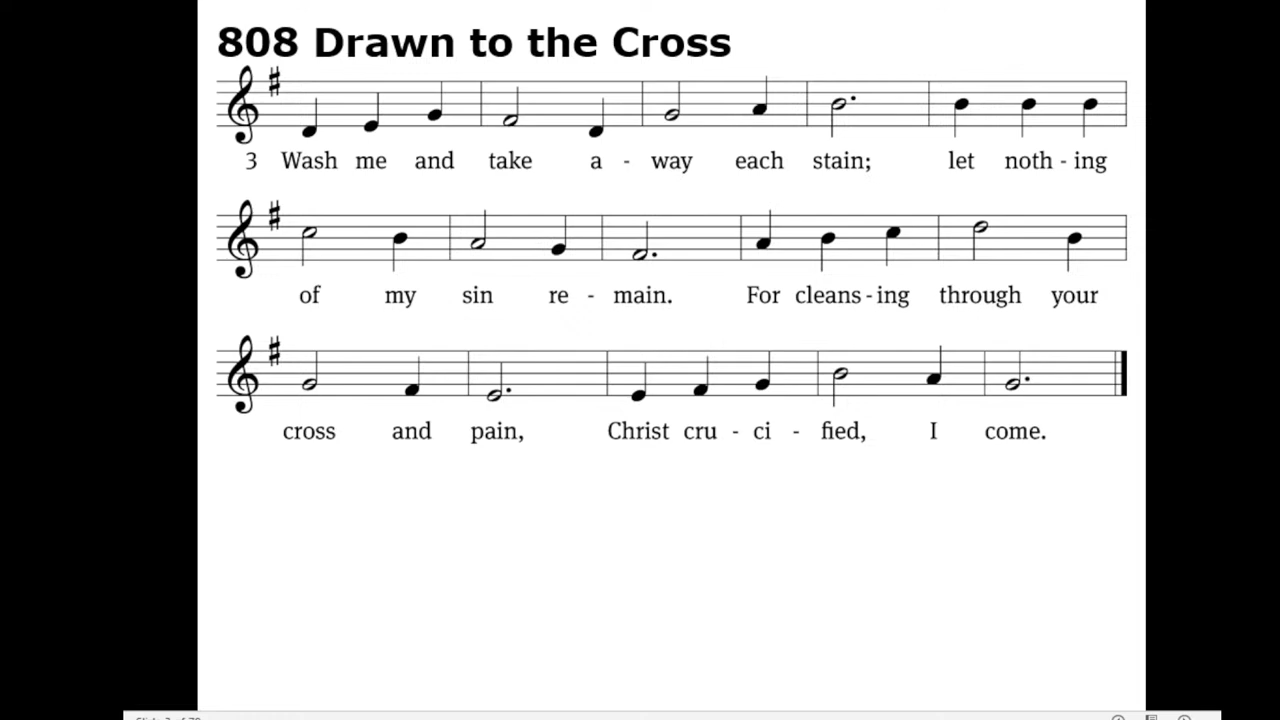 808 Drawn to the Cross
3 Wash me and take a - way each stain; let noth - ing
of my sin re - main. For cleans - ing through your
cross and pain, Christ cru - ci - fied, I come.